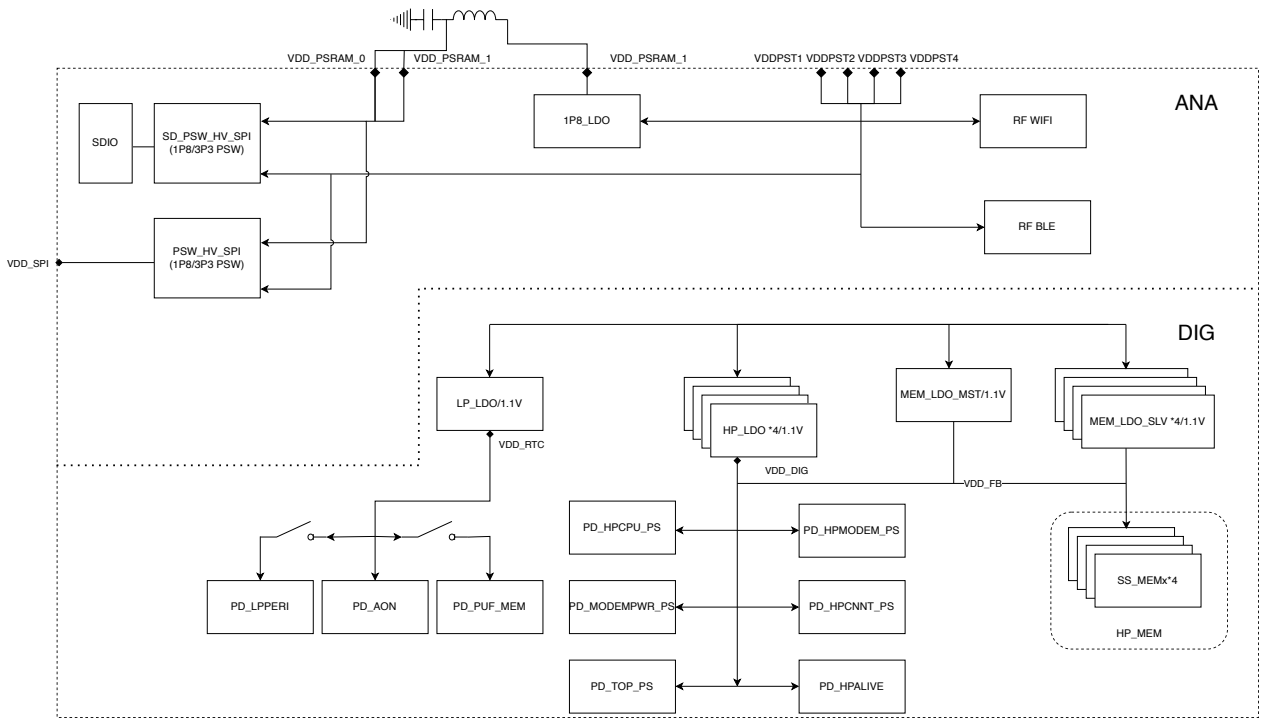 VDD_PSRAM_0
VDD_PSRAM_1
VDD_PSRAM_1
VDDPST1 VDDPST2 VDDPST3 VDDPST4
ANA
SDIO
SD_PSW_HV_SPI
(1P8/3P3 PSW)
1P8_LDO
RF WIFI
RF BLE
PSW_HV_SPI
(1P8/3P3 PSW)
VDD_SPI
DIG
LP_LDO/1.1V
HP_LDO *4/1.1V
MEM_LDO_MST/1.1V
MEM_LDO_SLV *4/1.1V
VDD_RTC
VDD_DIG
VDD_FB
PD_HPCPU_PS
PD_HPMODEM_PS
PD_LPPERI
PD_AON
PD_PUF_MEM
PD_MODEMPWR_PS
PD_HPCNNT_PS
SS_MEMx*4
HP_MEM
PD_TOP_PS
PD_HPALIVE